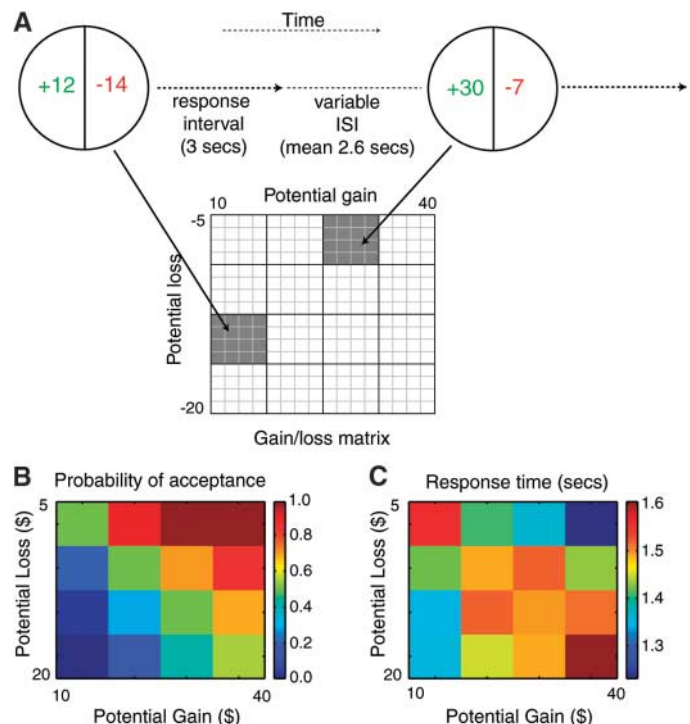 A
Time
+12 -14
+30 -7
response
interval
(3 secs)
variable
ISI
(mean 2.6 secs)
Potential gain
10 40
-5
Potential loss
-20
Gain/loss matrix
B Probability of acceptance
5
Potential Loss ($)
20
10 40
Potential Gain ($)
1.0
0.8
0.6
0.4
0.2
0.0
C Response time (secs)
5
Potential Loss ($)
20
10 40
Potential Gain ($)
1.6
1.5
1.4
1.3